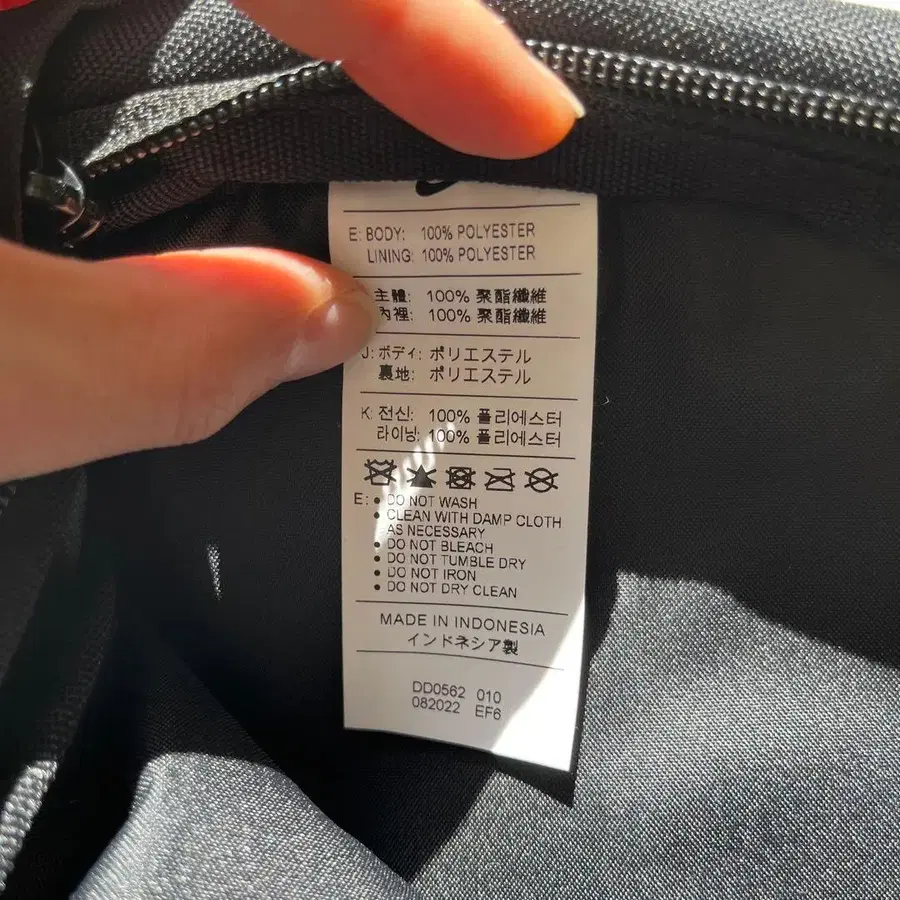 E: BODY: 100% POLYESTER
LINING: 100% POLYESTER
主體: 100% 聚酯纖維
內裡: 100% 聚酯纖維
J: ボディ: ポリエステル
裏地: ポリエステル
K: 전신: 100% 폴리에스터
라이닝: 100% 폴리에스터
E: • DO NOT WASH
• CLEAN WITH DAMP CLOTH
AS NECESSARY
• DO NOT BLEACH
• DO NOT TUMBLE DRY
• DO NOT IRON
• DO NOT DRY CLEAN
MADE IN INDONESIA
インドネシア製
DD0562 010
082022 EF6